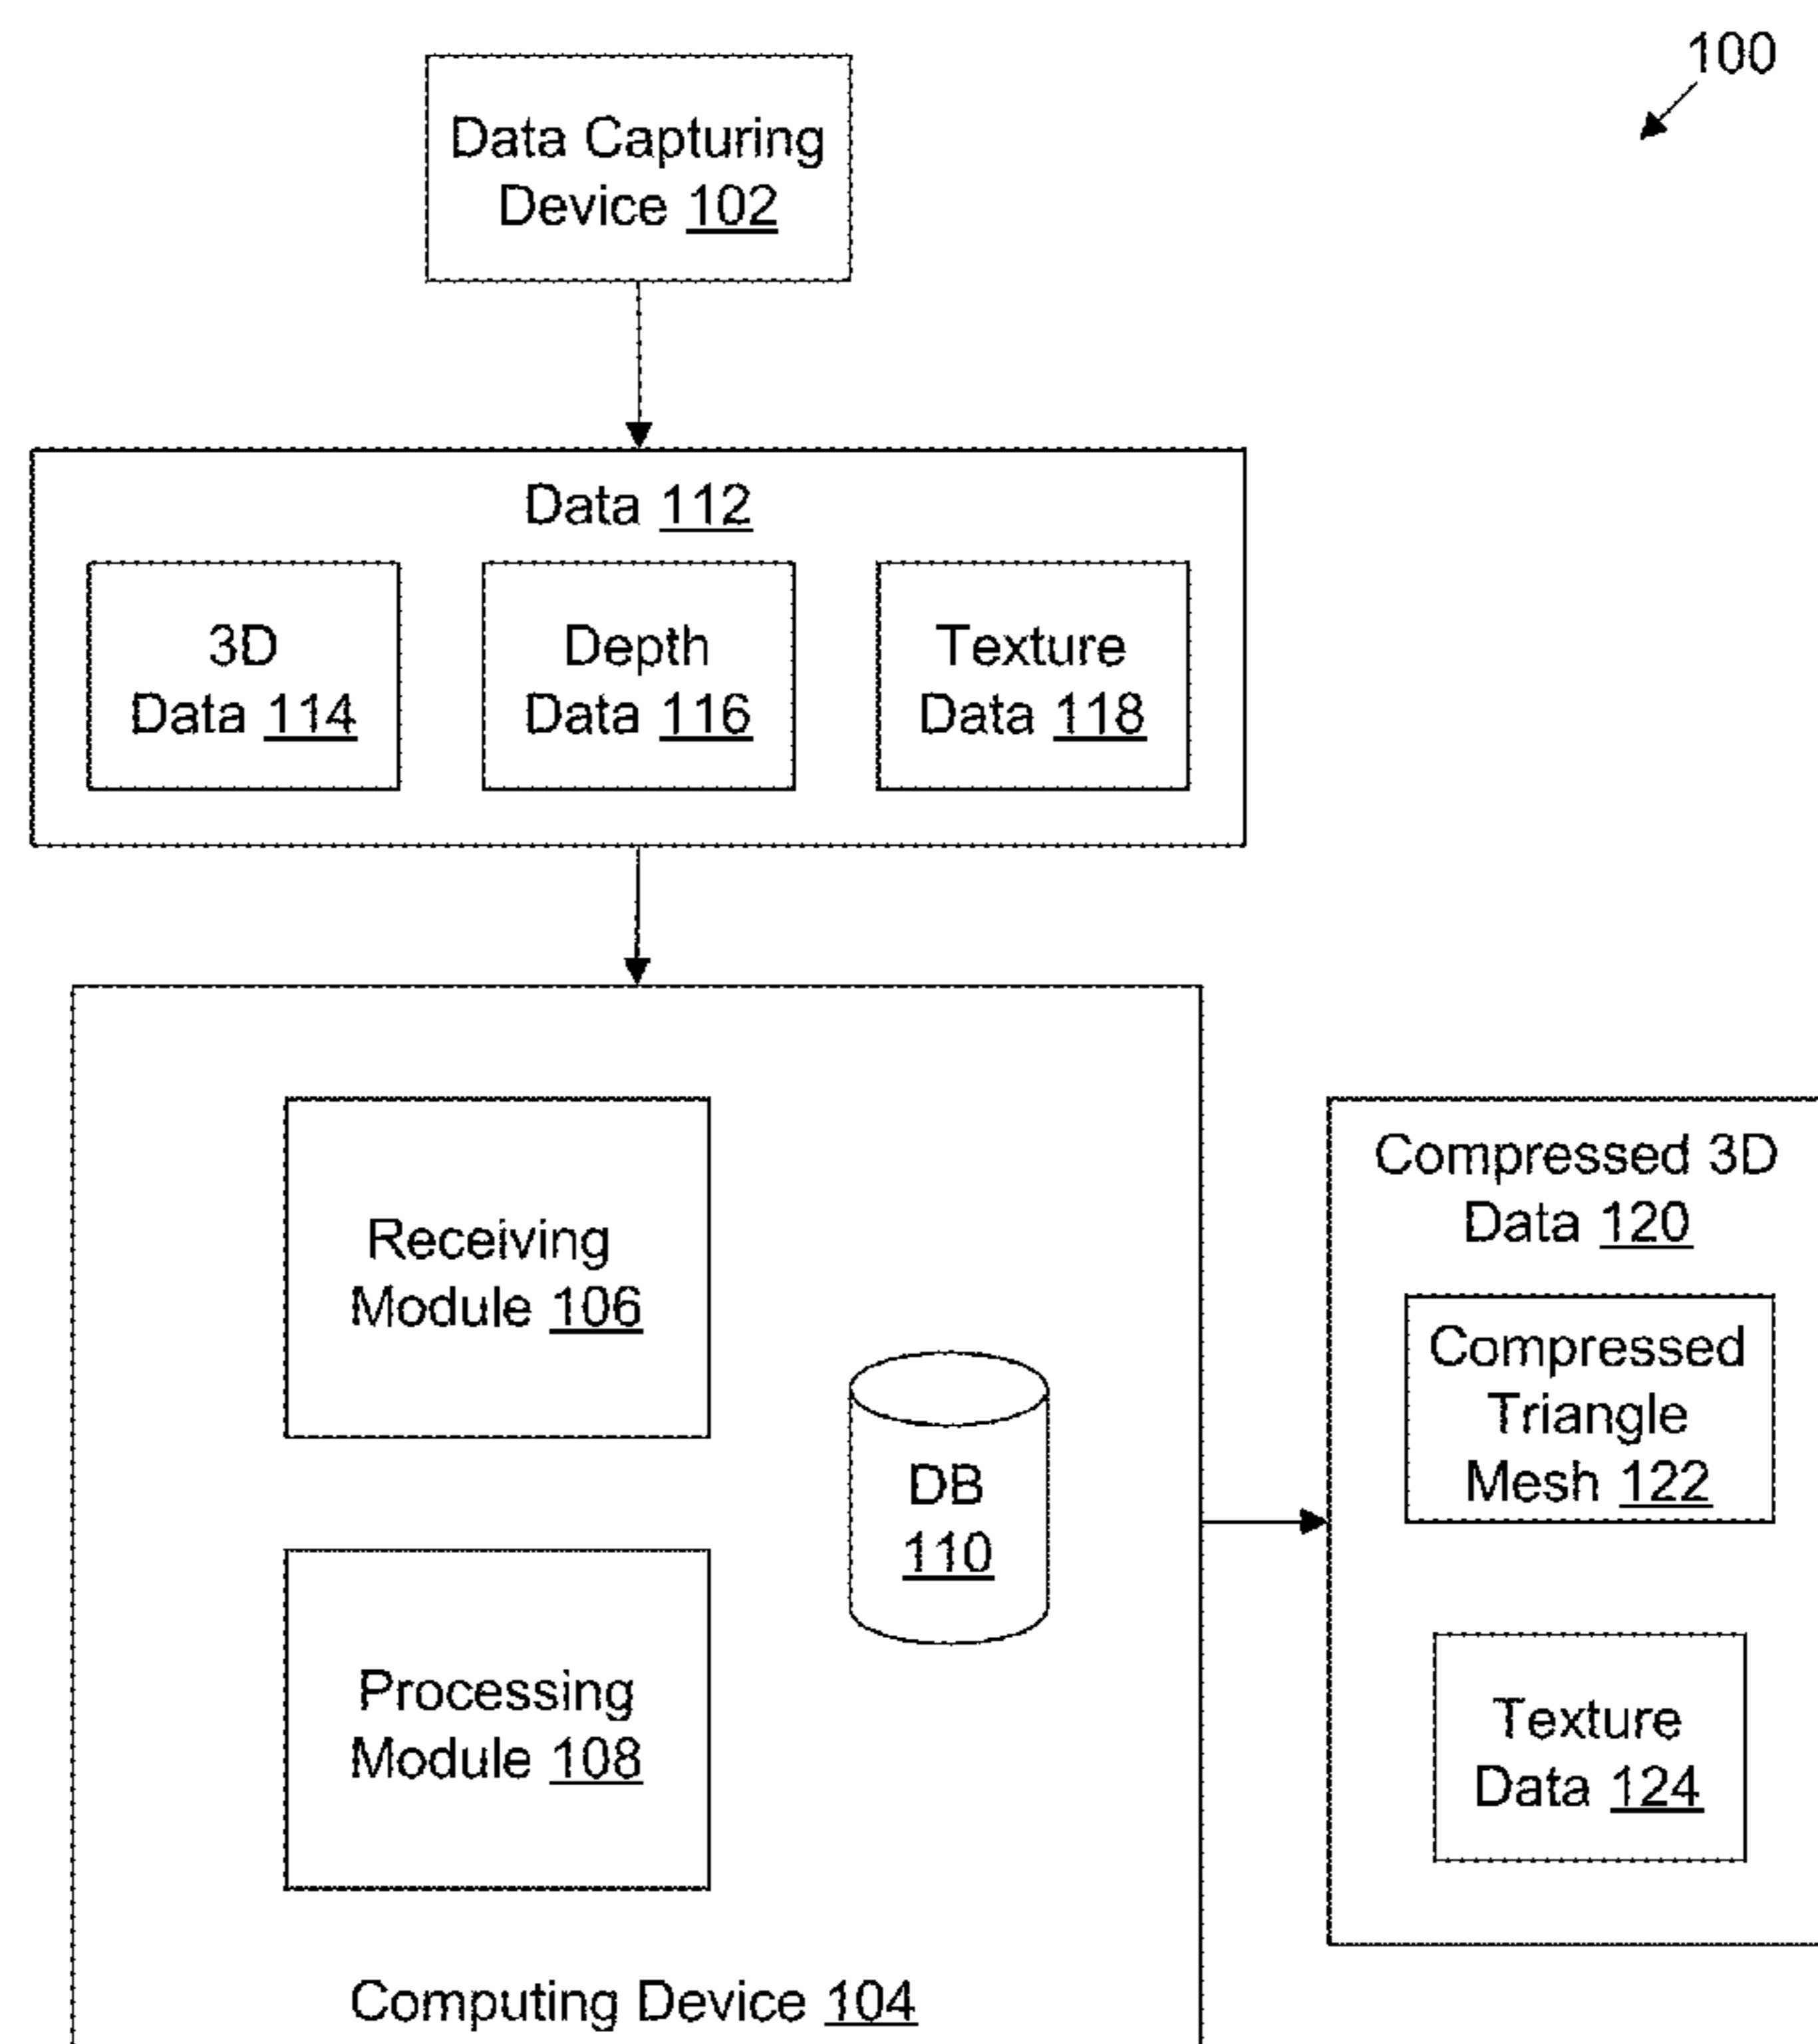 100
Data Capturing
Device 102
Data 112
3D
Data 114
Depth
Data 116
Texture
Data 118
Receiving
Module 106
DB
110
Processing
Module 108
Computing Device 104
Compressed 3D
Data 120
Compressed
Triangle
Mesh 122
Texture
Data 124